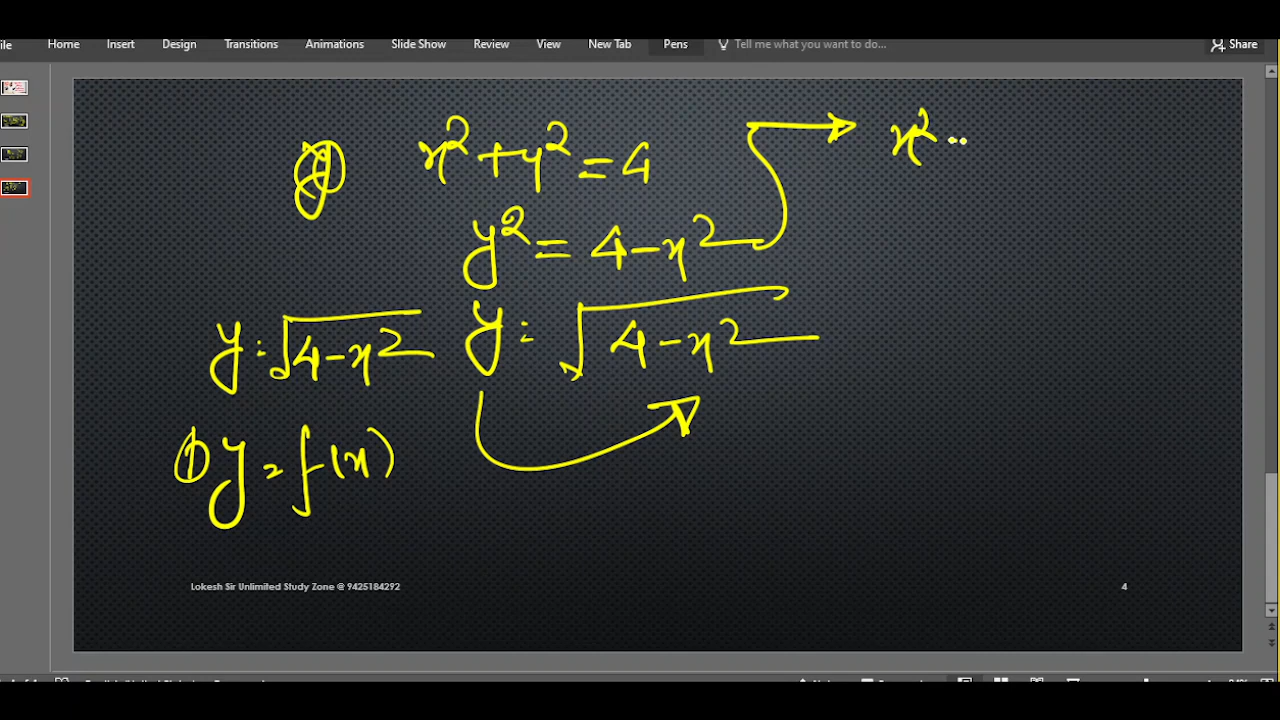 File Home Insert Design Transitions Animations Slide Show Review View New Tab Pens Tell me what you want to do... Share
x² + y² = 4
x²
y² = 4 - x²
y = √4 - x²
y = √4 - x²
① y = f(x)
Lokesh Sir Unlimited Study Zone @ 9425184292
4